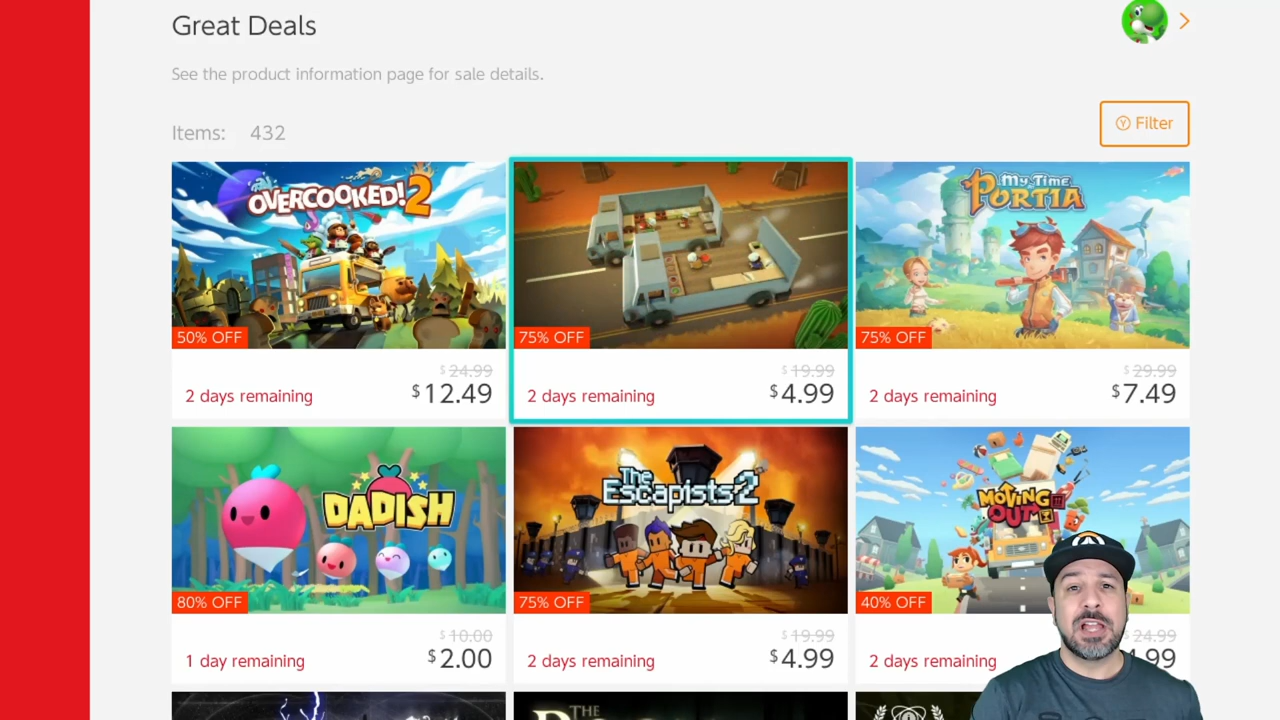 Great Deals
See the product information page for sale details.
Items: 432
Ⓨ Filter
OVERCOOKED! 2
50% OFF
$24.99
2 days remaining
$12.49
75% OFF
$19.99
2 days remaining
$4.99
My Time
PORTIA
75% OFF
$29.99
2 days remaining
$7.49
DADISH
80% OFF
$10.00
1 day remaining
$2.00
The
Escapists 2
75% OFF
$19.99
2 days remaining
$4.99
MOVING
OUT
40% OFF
$24.99
2 days remaining
.99
THE